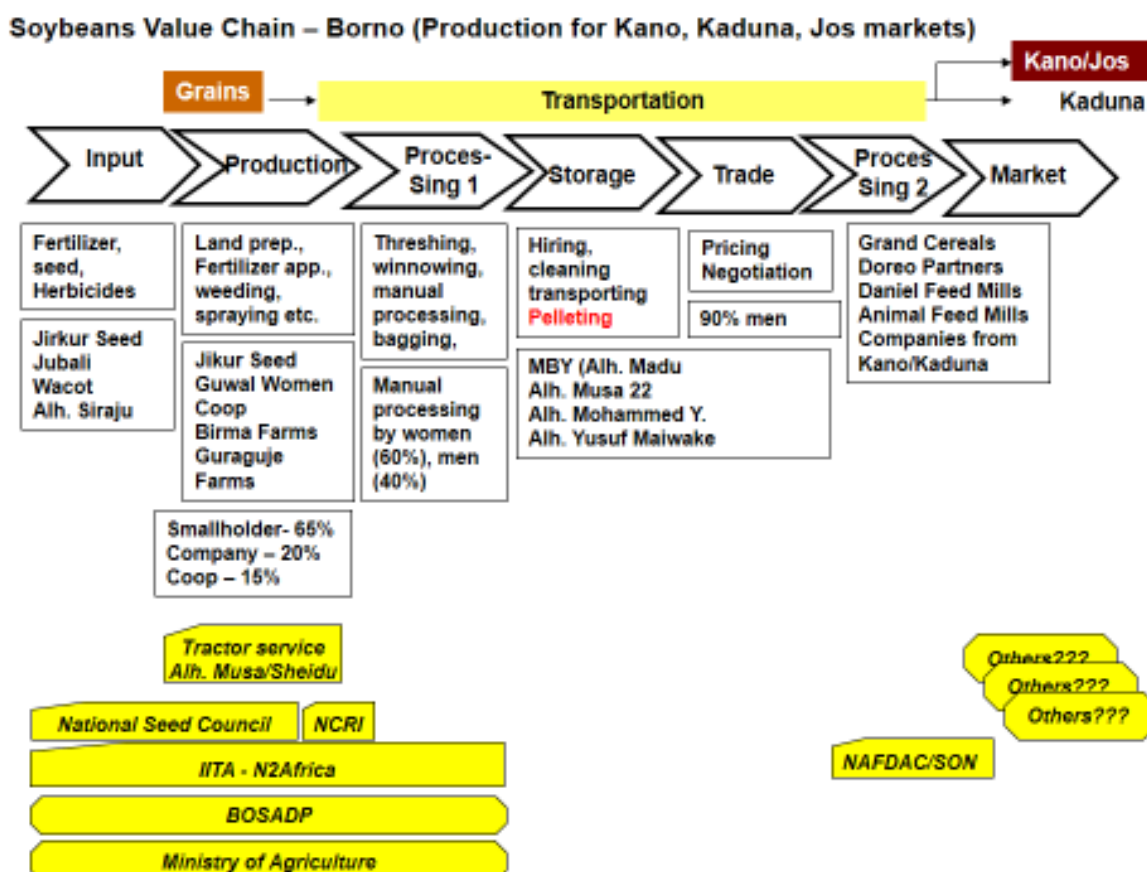 Soybeans Value Chain – Borno (Production for Kano, Kaduna, Jos markets)
Grains
Transportation
Kano/Jos
Kaduna
Input
Production
Proces-
Sing 1
Storage
Trade
Proces
Sing 2
Market
Fertilizer,
seed,
Herbicides
Jirkur Seed
Jubali
Wacot
Alh. Siraju
Land prep.,
Fertilizer app.,
weeding,
spraying etc.
Jikur Seed
Guwal Women
Coop
Birma Farms
Guraguje
Farms
Smallholder- 65%
Company – 20%
Coop – 15%
Threshing,
winnowing,
manual
processing,
bagging,
Manual
processing
by women
(60%), men
(40%)
Hiring,
cleaning
transporting
Pelleting
MBY (Alh. Madu
Alh. Musa 22
Alh. Mohammed Y.
Alh. Yusuf Maiwake
Pricing
Negotiation
90% men
Grand Cereals
Doreo Partners
Daniel Feed Mills
Animal Feed Mills
Companies from
Kano/Kaduna
Tractor service
Alh. Musa/Sheidu
National Seed Council
NCRI
IITA - N2Africa
BOSADP
Ministry of Agriculture
NAFDAC/SON
Others???
Others???
Others???